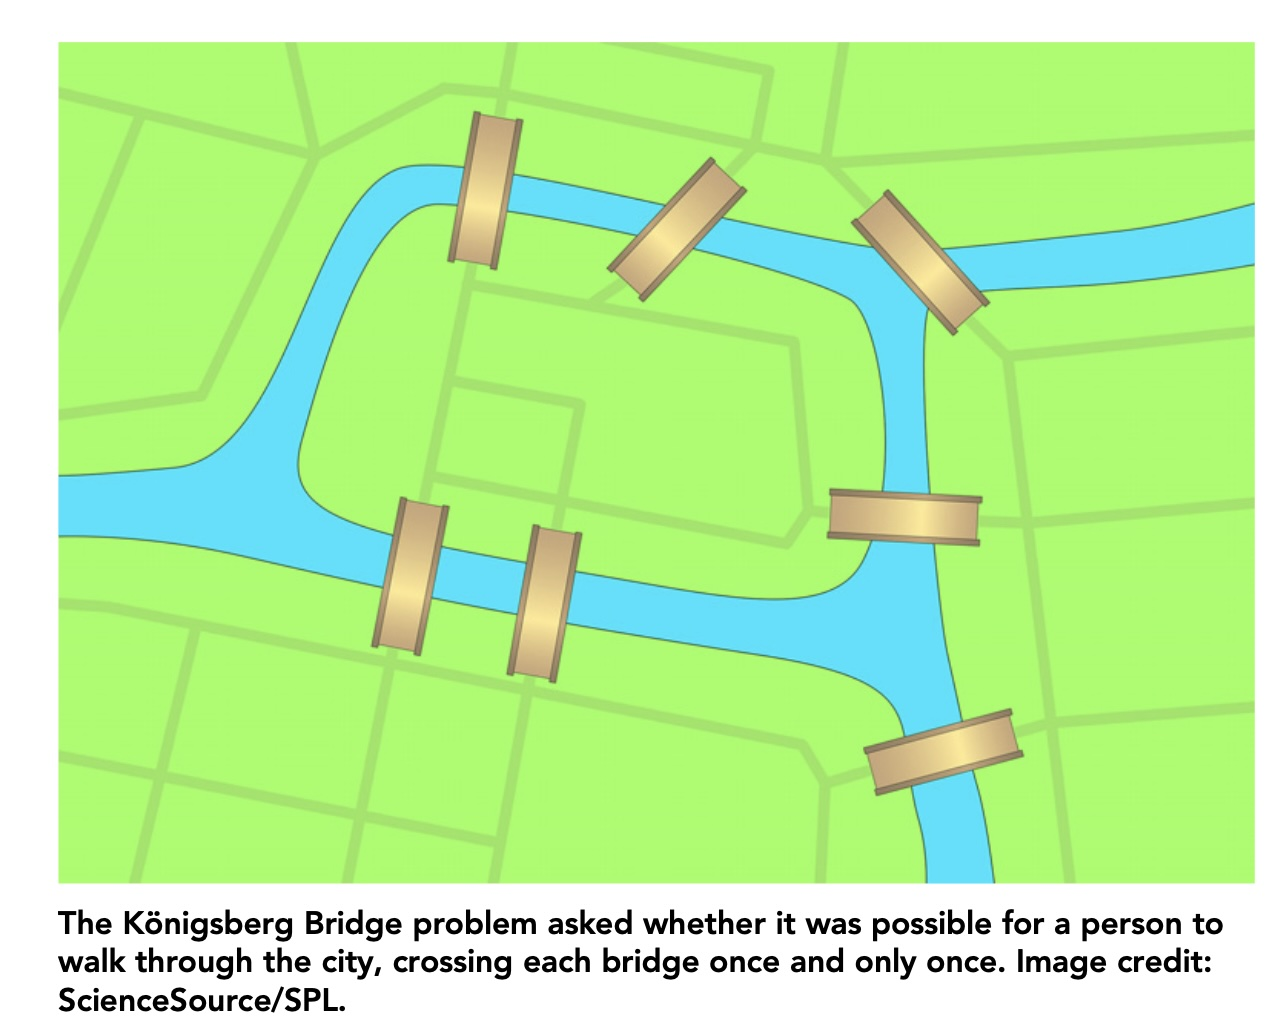 The Königsberg Bridge problem asked whether it was possible for a person to
walk through the city, crossing each bridge once and only once. Image credit:
ScienceSource/SPL.